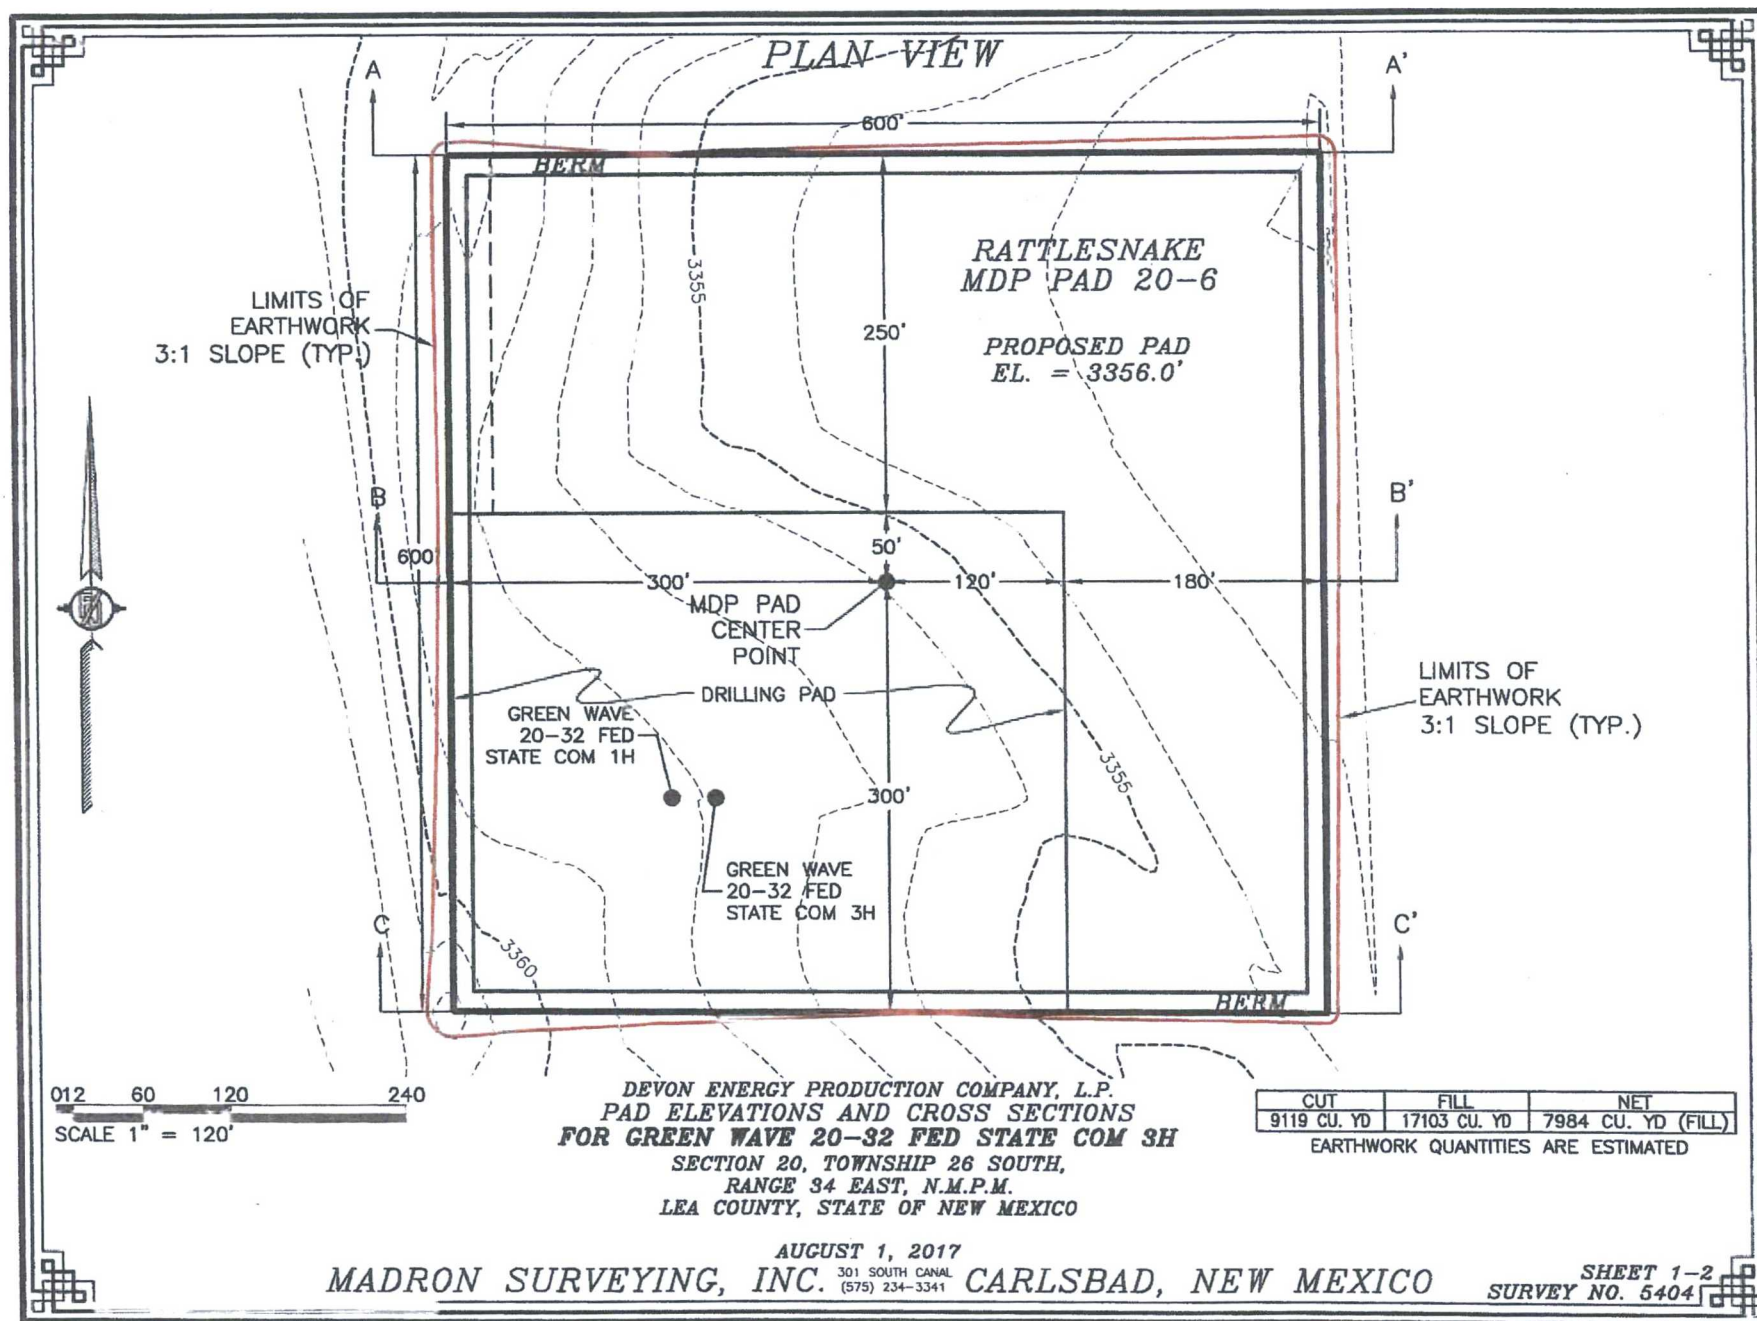 PLAN VIEW
A
A'
600'
BERM
RATTLESNAKE
MDP PAD 20-6
3355
LIMITS OF
EARTHWORK
3:1 SLOPE (TYP.)
250'
PROPOSED PAD
EL. = 3356.0'
B
B'
600'
50'
300'
120'
180'
MDP PAD
CENTER
POINT
DRILLING PAD
LIMITS OF
EARTHWORK
3:1 SLOPE (TYP.)
GREEN WAVE
20-32 FED
STATE COM 1H
3355
300'
GREEN WAVE
20-32 FED
STATE COM 3H
C
C'
3360
BERM
012 60 120 240
SCALE 1" = 120'
DEVON ENERGY PRODUCTION COMPANY, L.P.
PAD ELEVATIONS AND CROSS SECTIONS
FOR GREEN WAVE 20-32 FED STATE COM 3H
SECTION 20, TOWNSHIP 26 SOUTH,
RANGE 34 EAST, N.M.P.M.
LEA COUNTY, STATE OF NEW MEXICO
CUT FILL NET
9119 CU. YD 17103 CU. YD 7984 CU. YD (FILL)
EARTHWORK QUANTITIES ARE ESTIMATED
AUGUST 1, 2017
MADRON SURVEYING, INC. 301 SOUTH CANAL (575) 234-3341 CARLSBAD, NEW MEXICO
SHEET 1-2
SURVEY NO. 5404